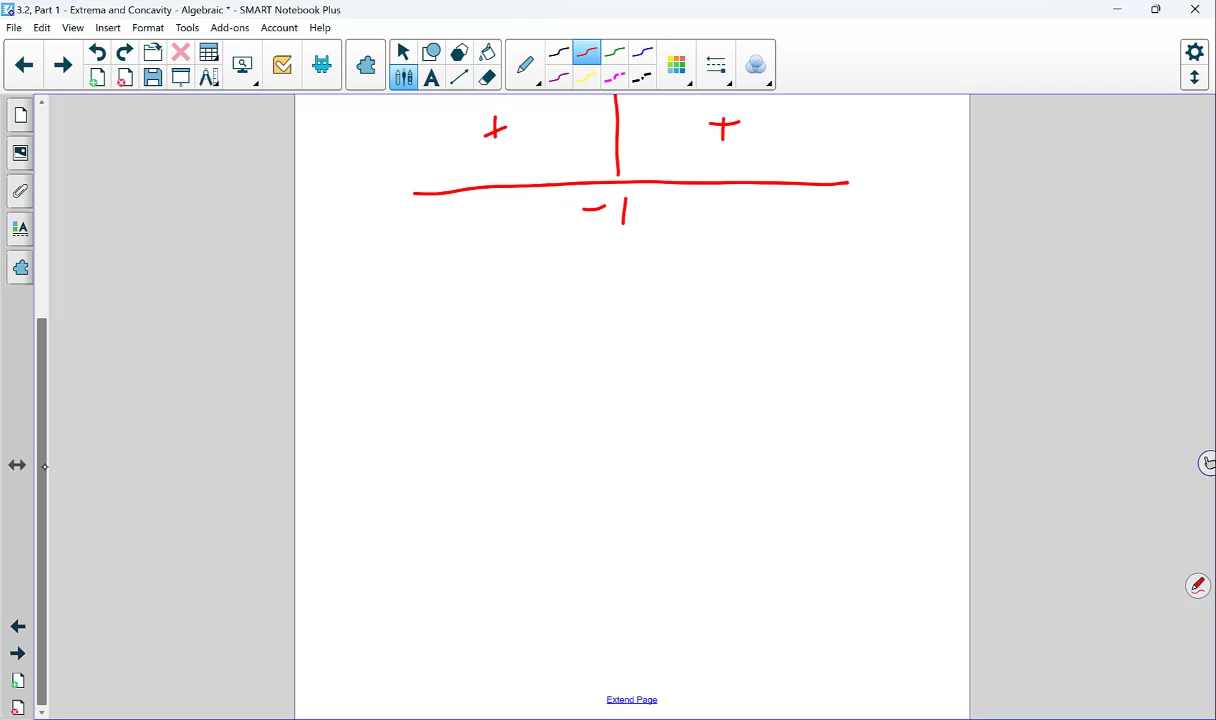 3.2, Part 1 - Extrema and Concavity - Algebraic * - SMART Notebook Plus
File Edit View Insert Format Tools Add-ons Account Help
+ +
- 1
Extend Page